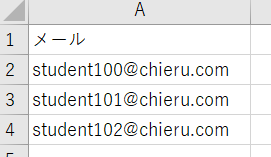 A
1 メール
2 student100@chieru.com
3 student101@chieru.com
4 student102@chieru.com